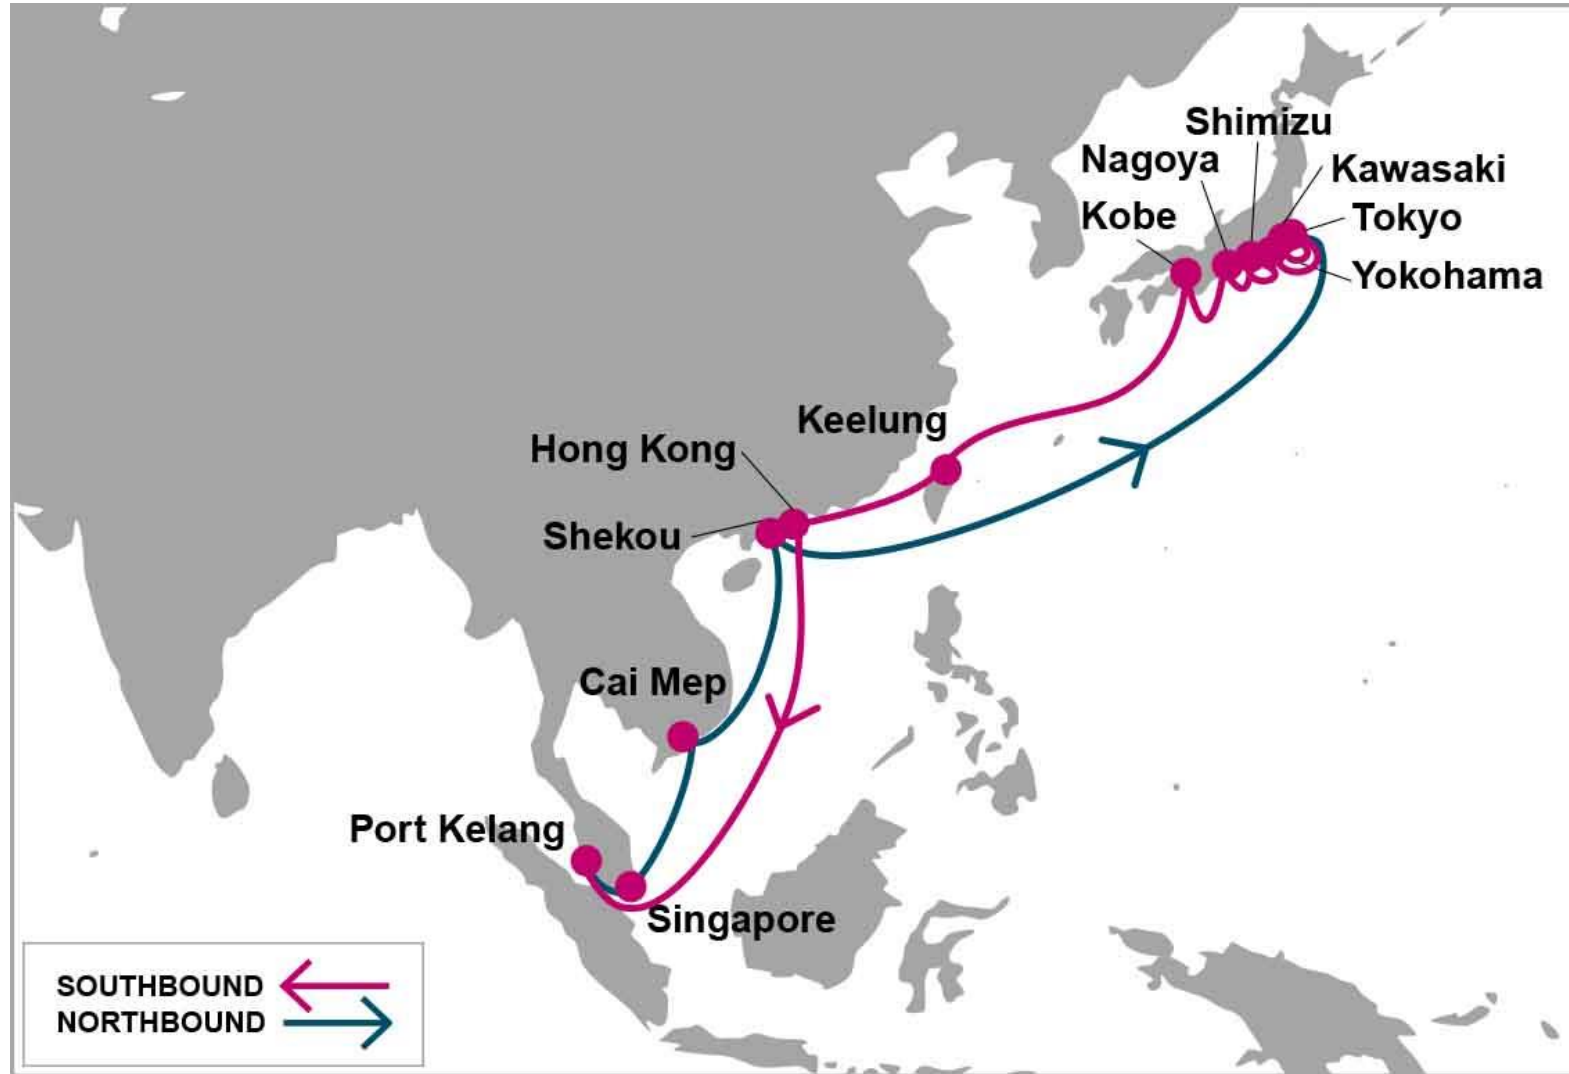 Shimizu
Nagoya
Kawasaki
Kobe
Tokyo
Yokohama
Keelung
Hong Kong
Shekou
Cai Mep
Port Kelang
Singapore
SOUTHBOUND
NORTHBOUND